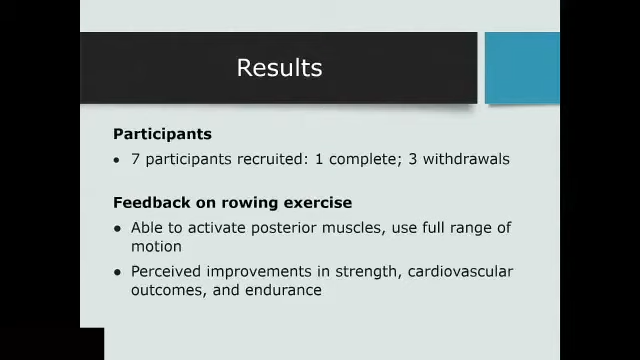 Results
Participants
• 7 participants recruited: 1 complete; 3 withdrawals
Feedback on rowing exercise
• Able to activate posterior muscles, use full range of
motion
• Perceived improvements in strength, cardiovascular
outcomes, and endurance